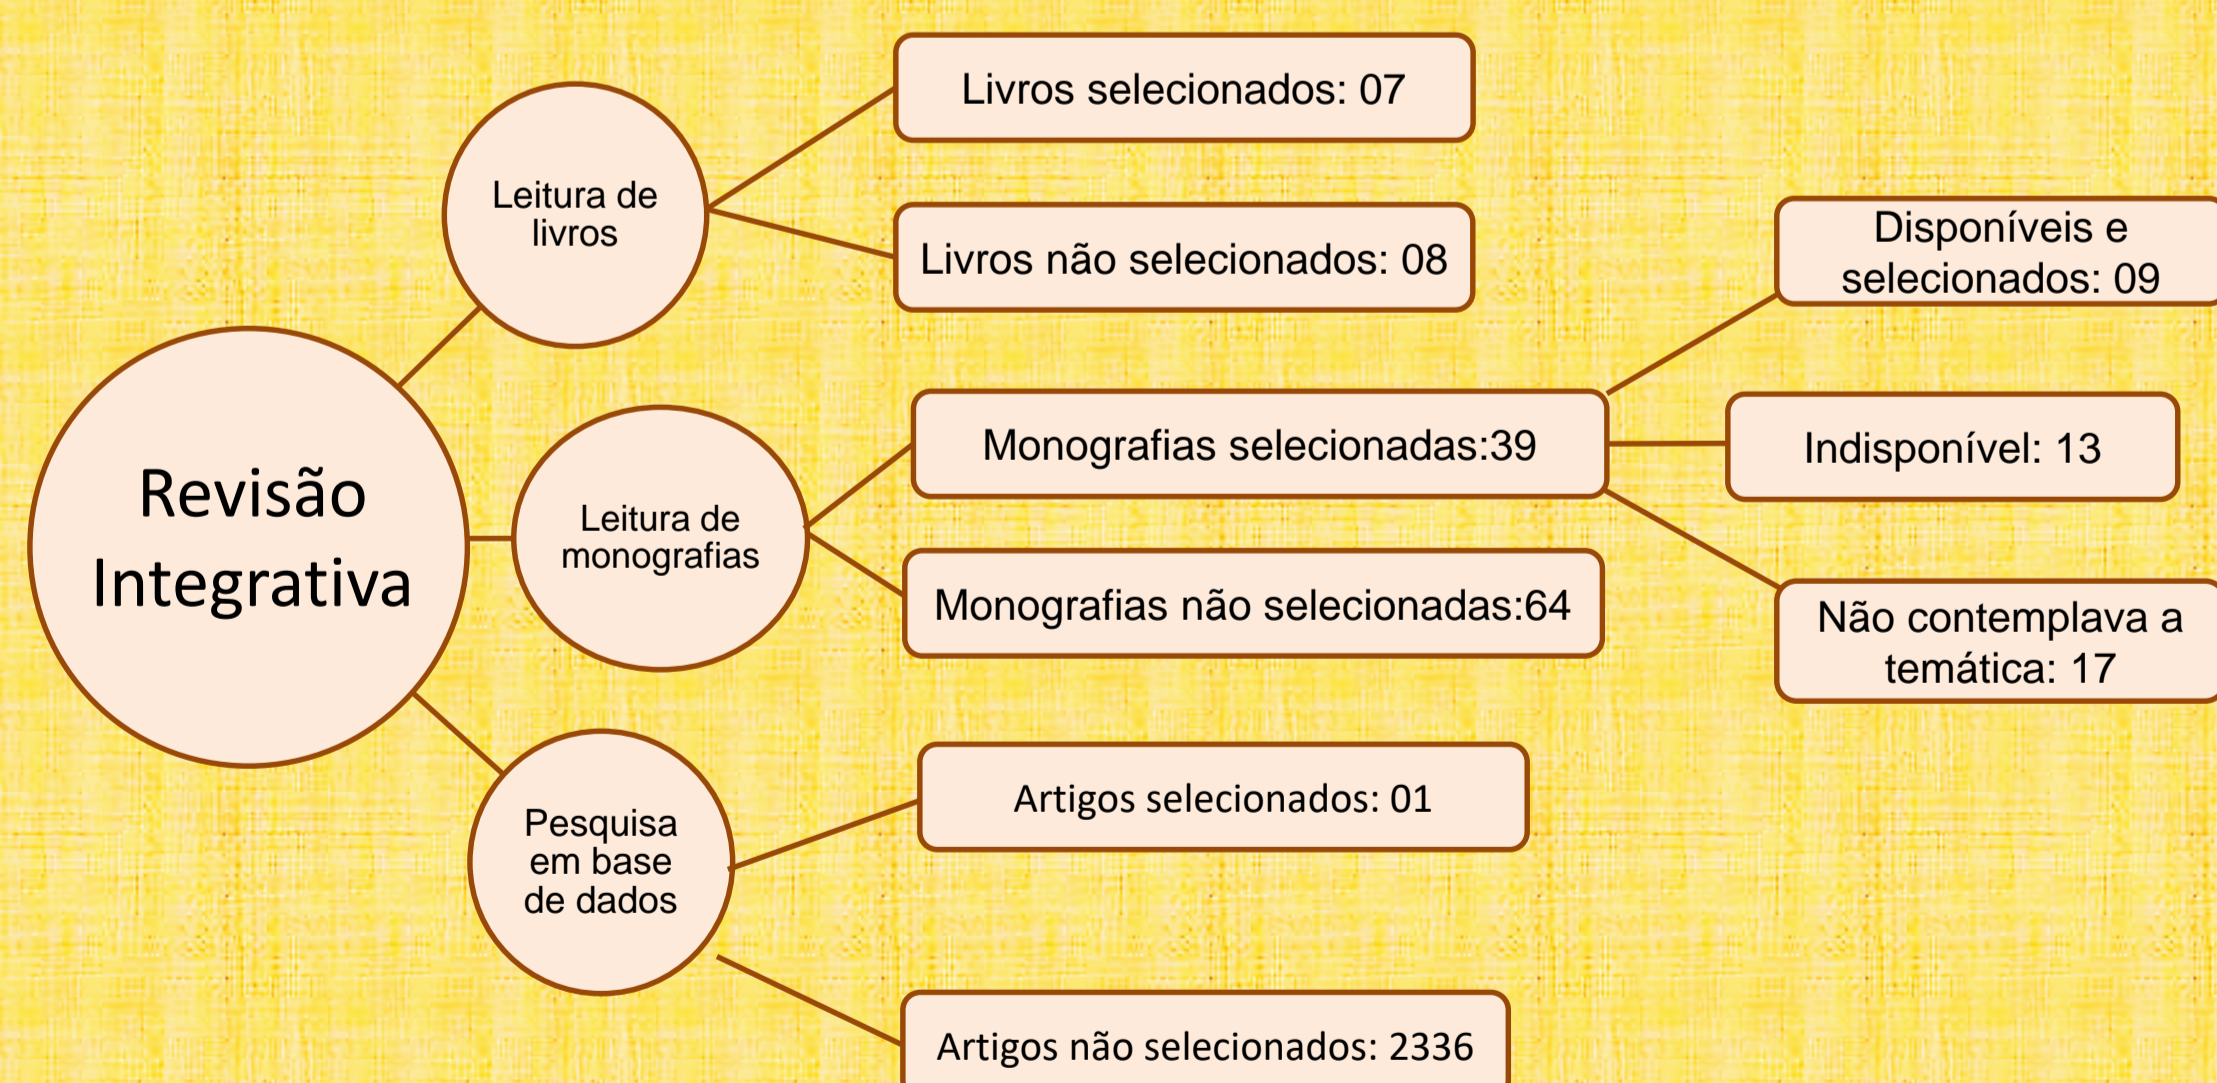 Revisão
Integrativa
Leitura de
livros
Livros selecionados: 07
Livros não selecionados: 08
Leitura de
monografias
Monografias selecionadas:39
Disponíveis e
selecionados: 09
Indisponível: 13
Não contemplava a
temática: 17
Monografias não selecionadas:64
Pesquisa
em base
de dados
Artigos selecionados: 01
Artigos não selecionados: 2336